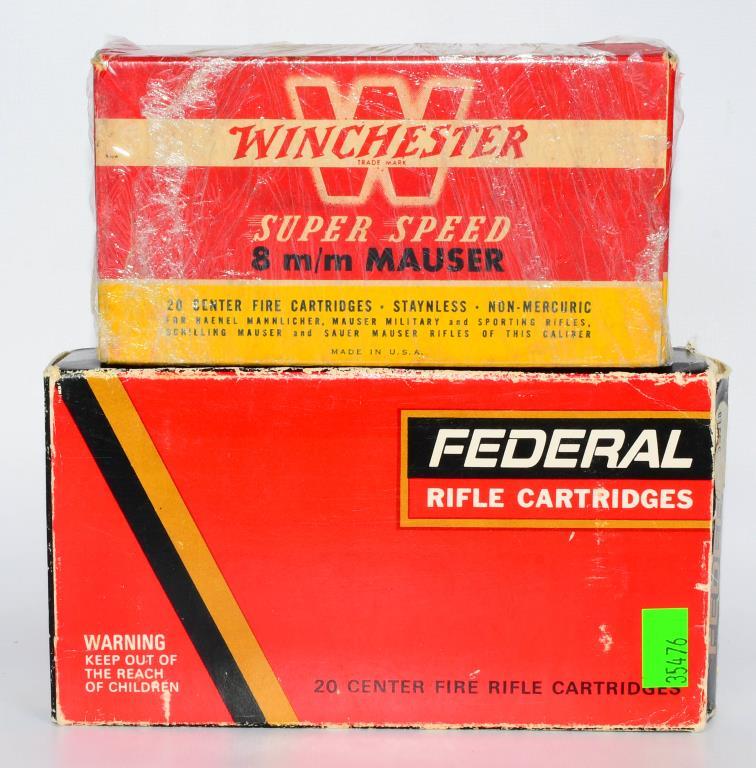 W
WINCHESTER
TRADE MARK
SUPER SPEED
8 m/m MAUSER
20 CENTER FIRE CARTRIDGES · STAYNLESS · NON-MERCURIC
FOR HAENEL MANNLICHER, MAUSER MILITARY and SPORTING RIFLES,
SCHILLING MAUSER and SAUER MAUSER RIFLES OF THIS CALIBER
MADE IN U.S.A.
FEDERAL
RIFLE CARTRIDGES
WARNING
KEEP OUT OF
THE REACH
OF CHILDREN
20 CENTER FIRE RIFLE CARTRIDGES
35476